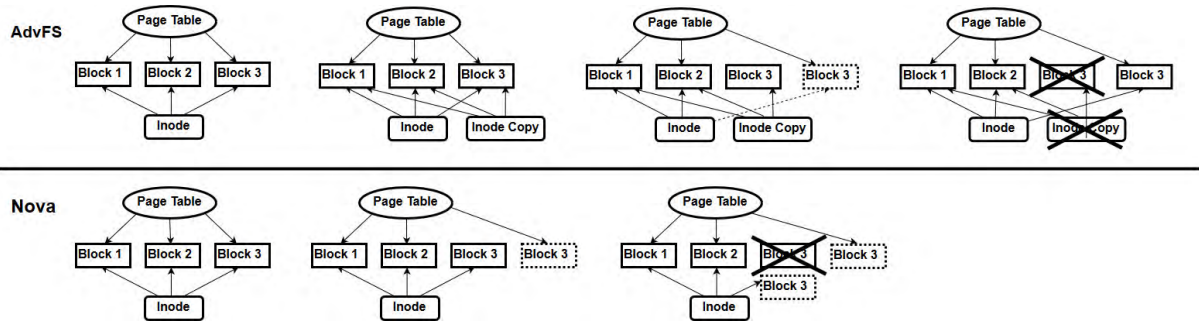 AdvFS
Page Table
Block 1 Block 2 Block 3
Inode
Page Table
Block 1 Block 2 Block 3
Inode Inode Copy
Page Table
Block 1 Block 2 Block 3 Block 3
Inode Inode Copy
Page Table
Block 1 Block 2 Block 3 Block 3
Inode Inode Copy
Nova
Page Table
Block 1 Block 2 Block 3
Inode
Page Table
Block 1 Block 2 Block 3 Block 3
Inode
Page Table
Block 1 Block 2 Block 3 Block 3
Block 3
Inode